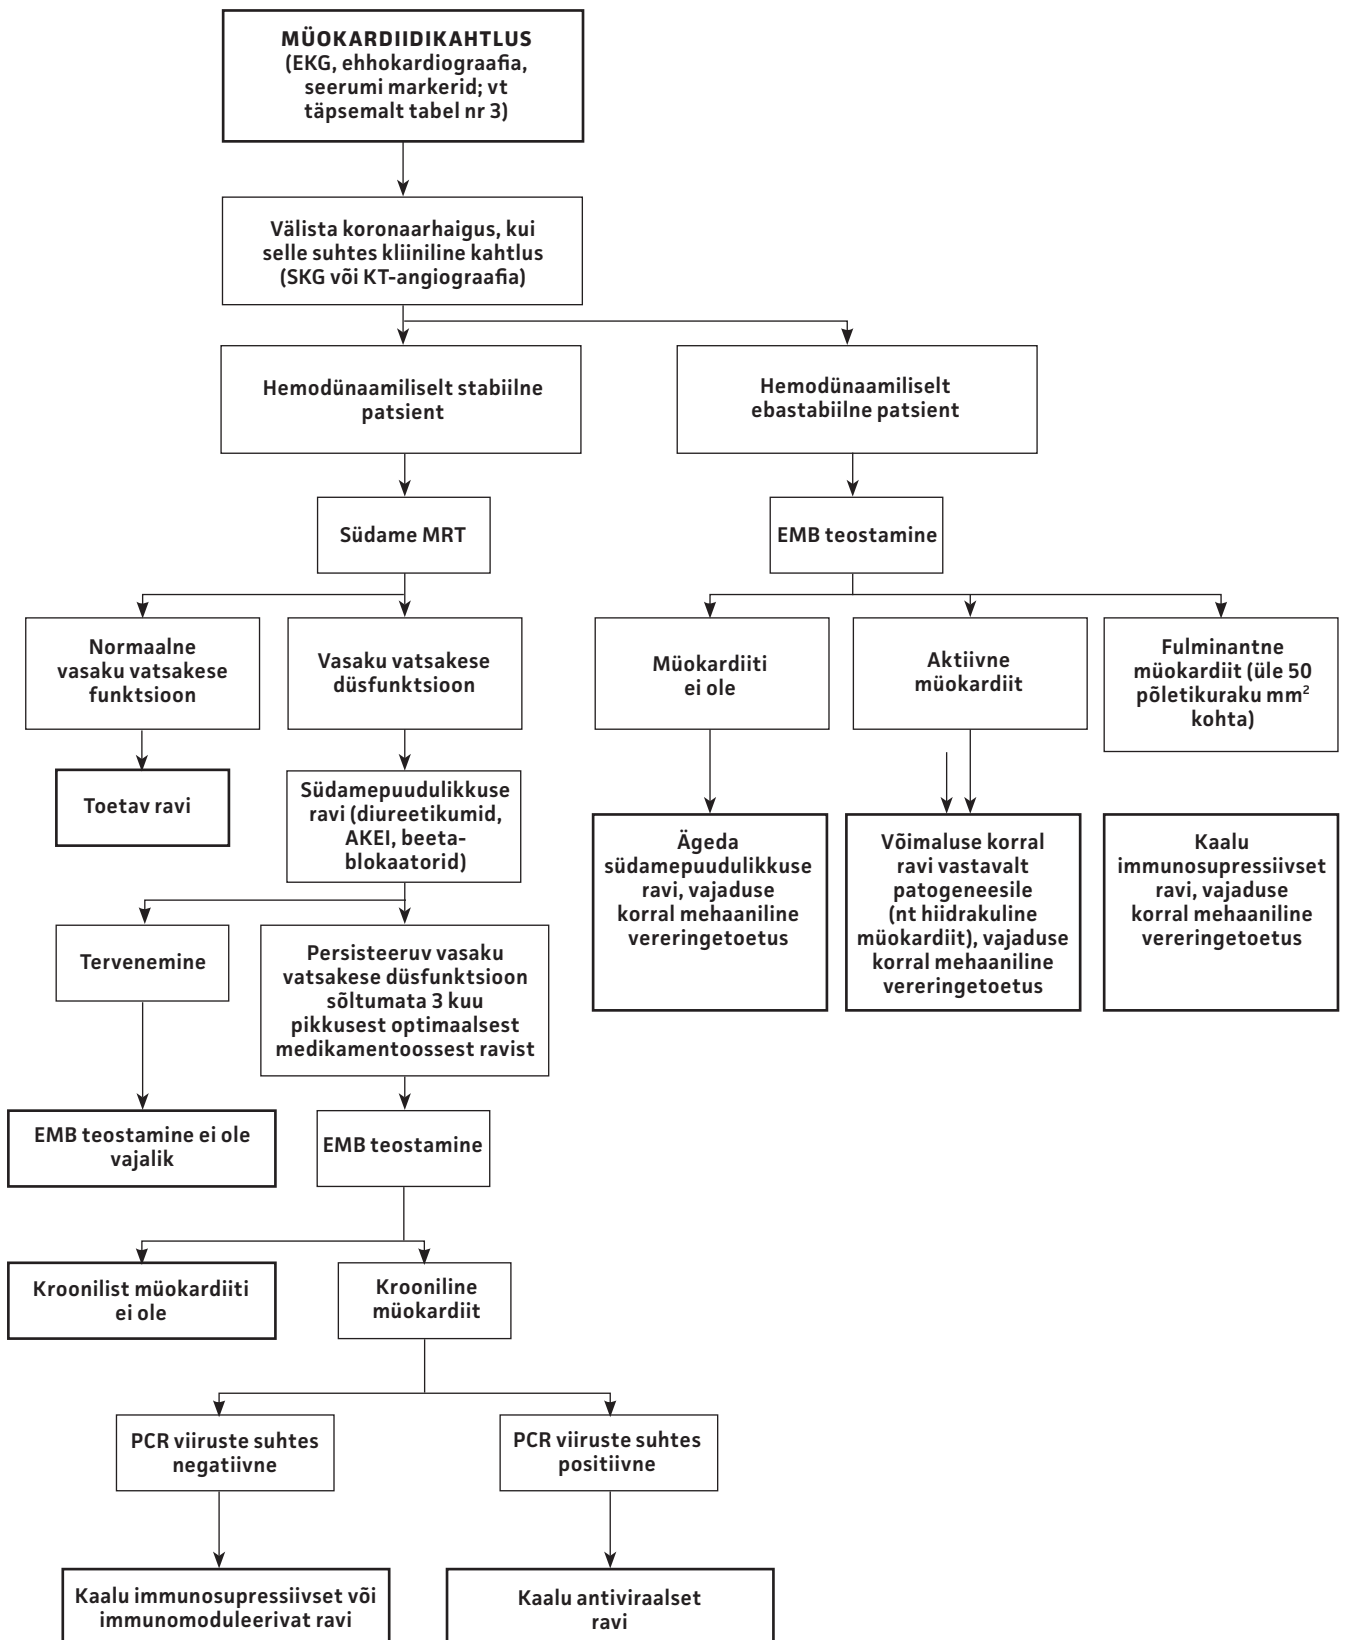 MÜOKARDIIDIKAHTLUS
(EKG, ehhokardiograafia,
seerumi markerid; vt
täpsemalt tabel nr 3)
Välista koronaarhaigus, kui
selle suhtes kliiniline kahtlus
(SKG või KT-angiograafia)
Hemodünaamiliselt stabiilne
patsient
Hemodünaamiliselt
ebastabiilne patsient
Südame MRT
EMB teostamine
Normaalne
vasaku vatsakese
funktsioon
Vasaku vatsakese
düsfunktsioon
Müokardiiti
ei ole
Aktiivne
müokardiit
Fulminantne
müokardiit (üle 50
põletikuraku mm²
kohta)
Toetav ravi
Südamepuudulikkuse
ravi (diureetikumid,
AKEI, beeta-
blokaatorid)
Ägeda
südamepuudulikkuse
ravi, vajaduse
korral mehaaniline
vereringetoetus
Võimaluse korral
ravi vastavalt
patogeneesile
(nt hiidrakuline
müokardiit), vajaduse
korral mehaaniline
vereringetoetus
Kaalu
immunosupressiivset
ravi, vajaduse
korral mehaaniline
vereringetoetus
Tervenemine
Persisteeruv vasaku
vatsakese düsfunktsioon
sõltumata 3 kuu
pikkusest optimaalsest
medikamentoossest ravist
EMB teostamine ei ole
vajalik
EMB teostamine
Kroonilist müokardiiti
ei ole
Krooniline
müokardiit
PCR viiruste suhtes
negatiivne
PCR viiruste suhtes
positiivne
Kaalu immunosupressiivset või
immunomoduleerivat ravi
Kaalu antiviraalset
ravi